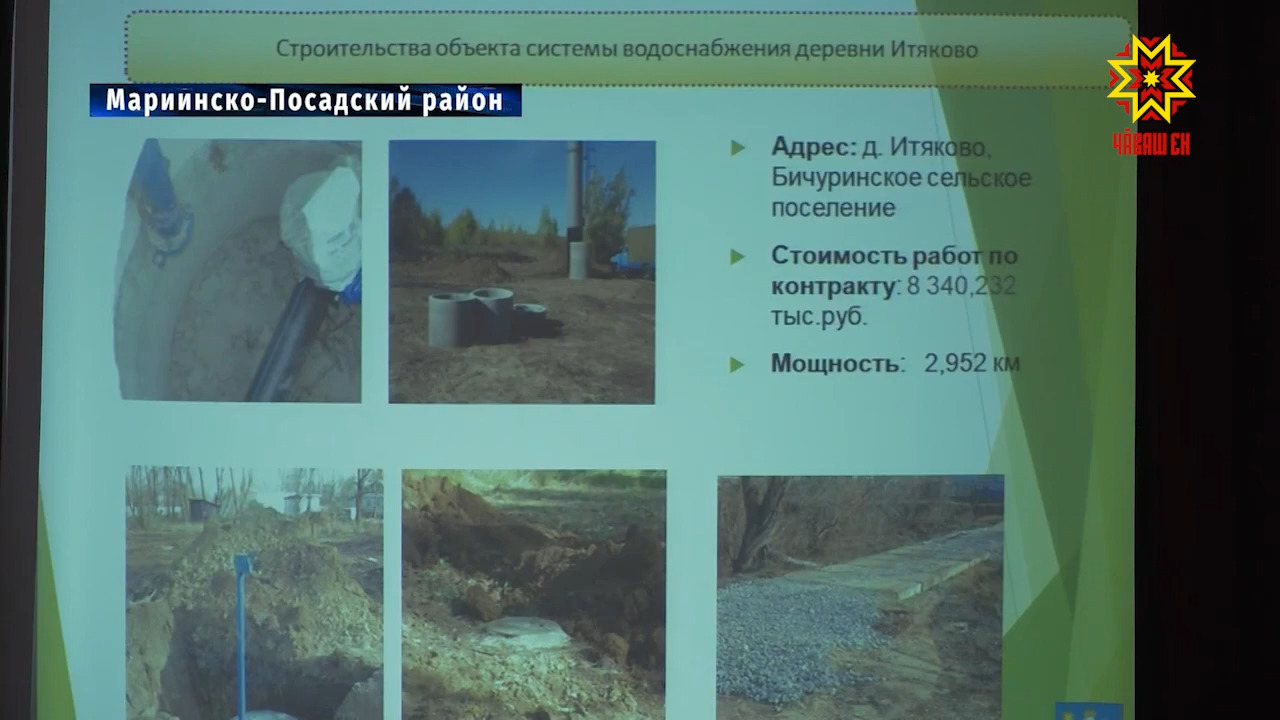 Строительства объекта системы водоснабжения деревни Итяково
Мариинско-Посадский район
ЧӐВАШ ЕН
Адрес: д. Итяково,
Бичуринское сельское
поселение
Стоимость работ по
контракту: 8 340,232
тыс.руб.
Мощность: 2,952 км